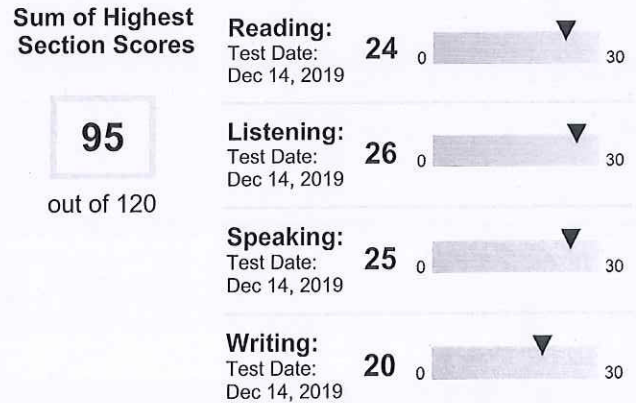 Sum of Highest
Section Scores
95
out of 120
Reading:
Test Date:
Dec 14, 2019
24
0
30
Listening:
Test Date:
Dec 14, 2019
26
0
30
Speaking:
Test Date:
Dec 14, 2019
25
0
30
Writing:
Test Date:
Dec 14, 2019
20
0
30